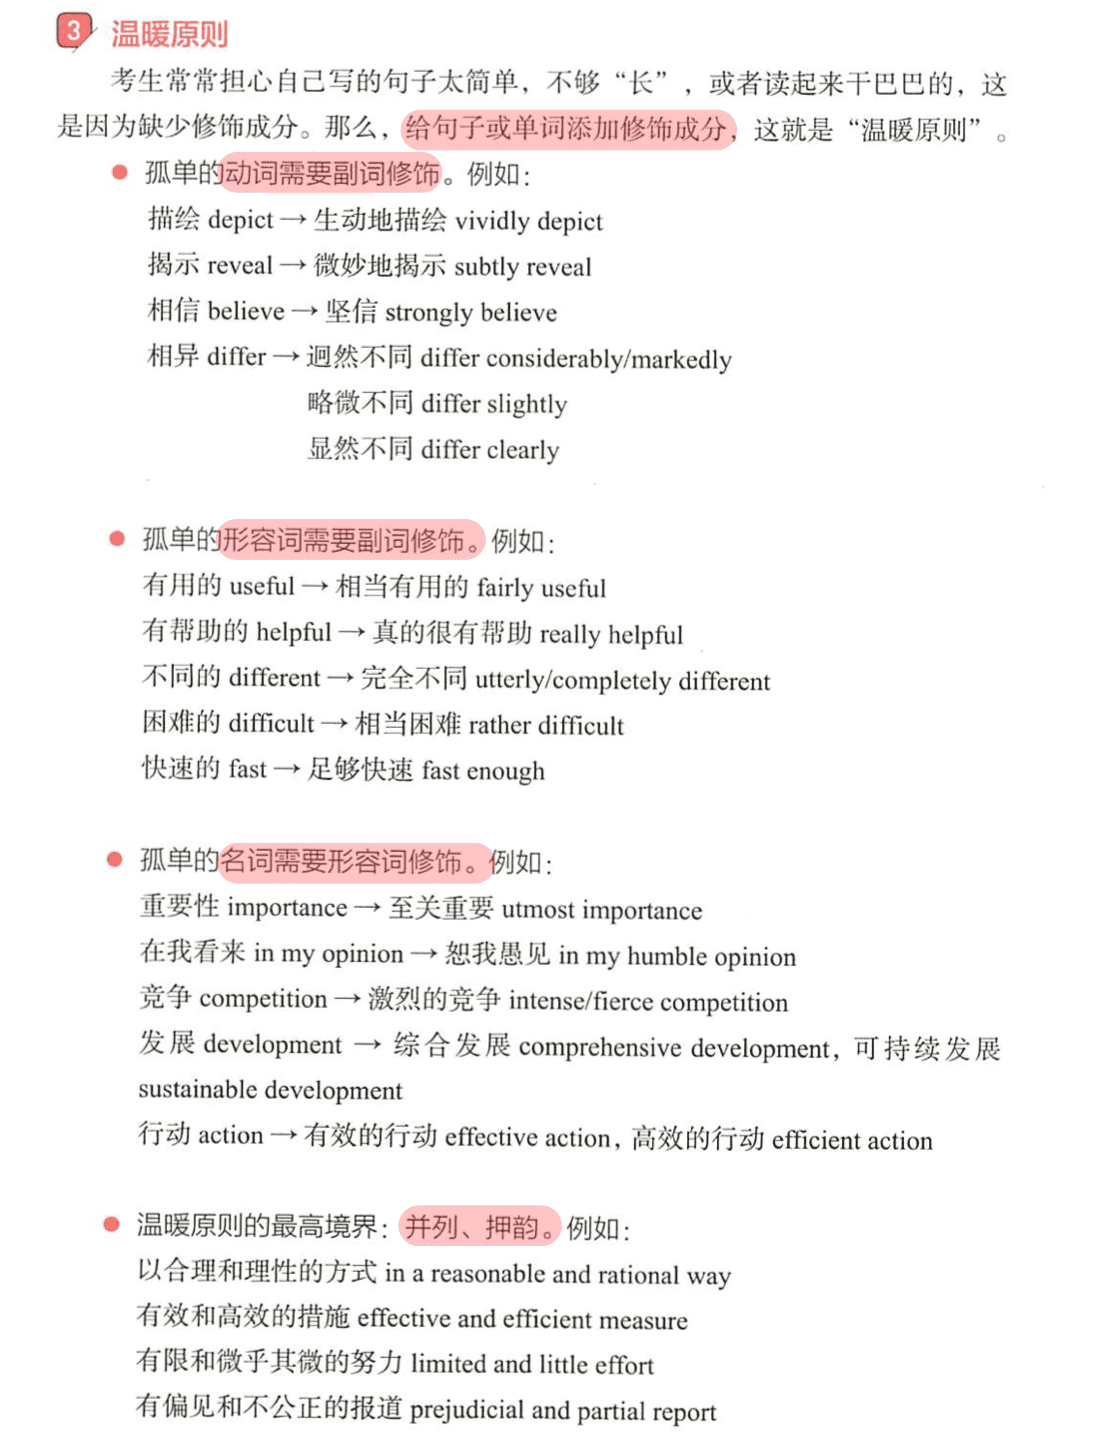 3 温暖原则
考生常常担心自己写的句子太简单，不够“长”，或者读起来干巴巴的，这
是因为缺少修饰成分。那么，给句子或单词添加修饰成分，这就是“温暖原则”。
● 孤单的动词需要副词修饰。例如：
描绘 depict → 生动地描绘 vividly depict
揭示 reveal → 微妙地揭示 subtly reveal
相信 believe → 坚信 strongly believe
相异 differ → 迥然不同 differ considerably/markedly
略微不同 differ slightly
显然不同 differ clearly
● 孤单的形容词需要副词修饰。例如：
有用的 useful → 相当有用的 fairly useful
有帮助的 helpful → 真的很有帮助 really helpful
不同的 different → 完全不同 utterly/completely different
困难的 difficult → 相当困难 rather difficult
快速的 fast → 足够快速 fast enough
● 孤单的名词需要形容词修饰。例如：
重要性 importance → 至关重要 utmost importance
在我看来 in my opinion → 恕我愚见 in my humble opinion
竞争 competition → 激烈的竞争 intense/fierce competition
发展 development → 综合发展 comprehensive development，可持续发展
sustainable development
行动 action → 有效的行动 effective action，高效的行动 efficient action
● 温暖原则的最高境界：并列、押韵。例如：
以合理和理性的方式 in a reasonable and rational way
有效和高效的措施 effective and efficient measure
有限和微乎其微的努力 limited and little effort
有偏见和不公正的报道 prejudicial and partial report